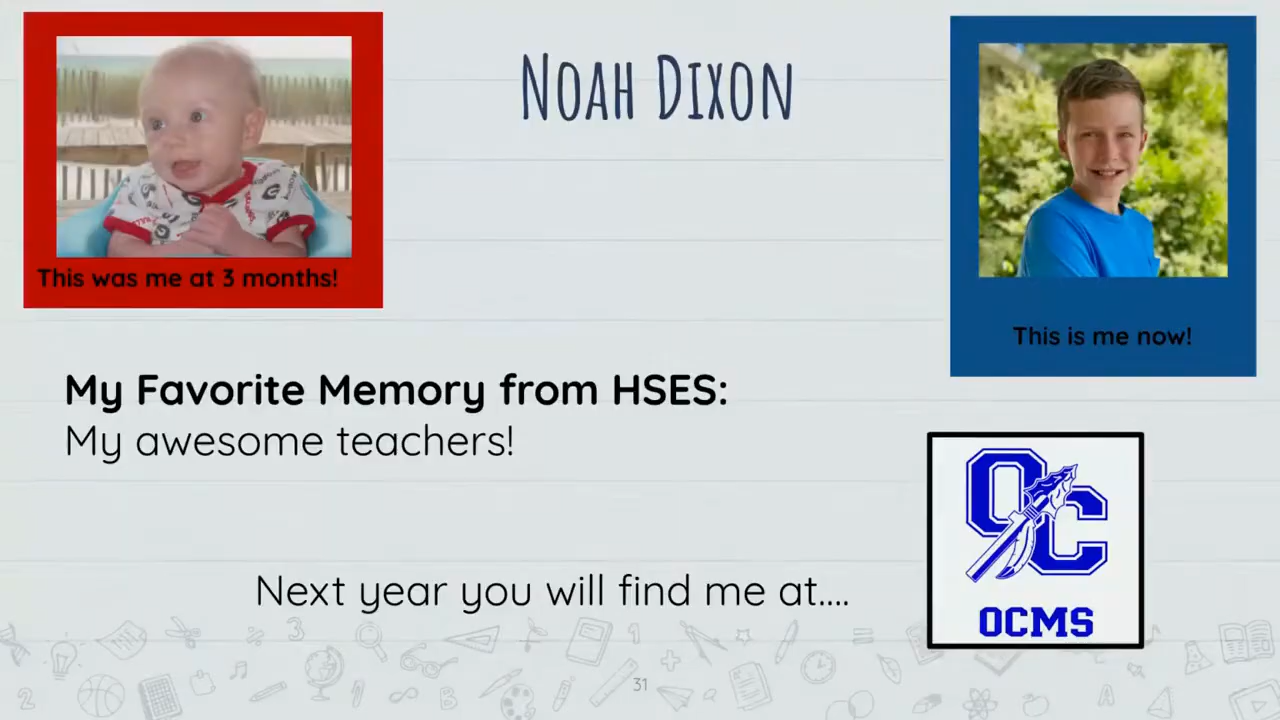 Noah Dixon
This was me at 3 months!
This is me now!
My Favorite Memory from HSES:
My awesome teachers!
OC
OCMS
Next year you will find me at....
31